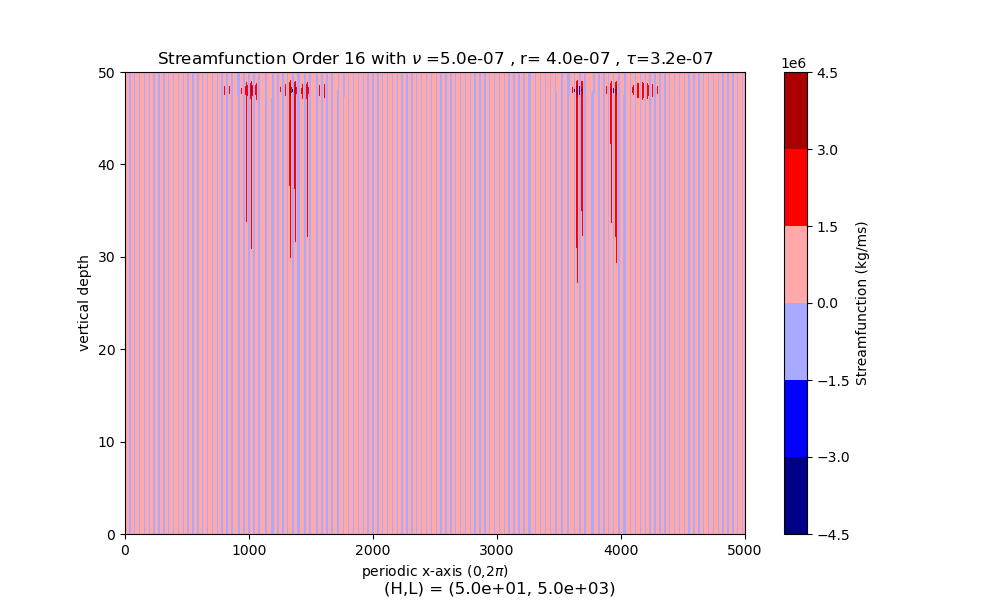 Streamfunction Order 16 with ν =5.0e-07 , r= 4.0e-07 , τ=3.2e-07
1e6
50
40
30
20
10
0
vertical depth
0 1000 2000 3000 4000 5000
periodic x-axis (0,2π)
(H,L) = (5.0e+01, 5.0e+03)
4.5
3.0
1.5
0.0
−1.5
−3.0
−4.5
Streamfunction (kg/ms)